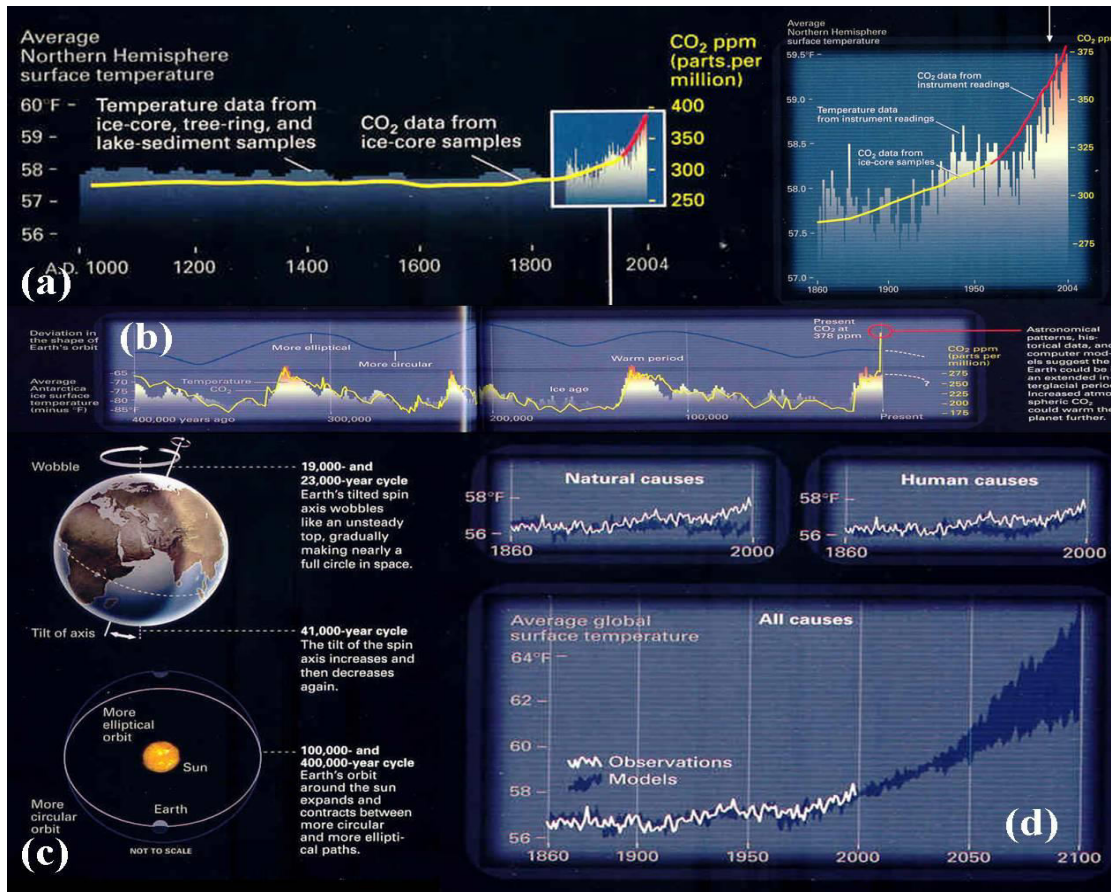 Average
Northern Hemisphere
surface temperature
60°F
59
58
57
56
Temperature data from
ice-core, tree-ring, and
lake-sediment samples
CO₂ data from
ice-core samples
CO₂ ppm
(parts.per
million)
400
350
300
250
A.D. 1000
1200
1400
1600
1800
2004
(a)
Average
Northern Hemisphere
surface temperature
59.5°F
59.0
58.5
58.0
57.5
57.0
CO₂ data from
instrument readings
Temperature data
from instrument readings
CO₂ data from
ice-core samples
CO₂ ppm
375
350
325
310
275
1860
1900
1950
2004
(b)
Deviation in
the shape of
Earth's orbit
More elliptical
More circular
Warm period
Present
CO₂ at
378 ppm
Average
Antarctica
ice surface
temperature
(minus °F)
-65
-70
-75
-80
-85°F
Temperature
CO₂
Ice age
CO₂ ppm
(parts per
million)
-275
-250
-225
-200
-175
400,000 years ago
300,000
200,000
100,000
Present
Astronomical
patterns, his-
torical data, and
computer mod-
els suggest the
Earth could be
an extended in-
terglacial perio
Increased atmo
spheric CO₂
could warm the
planet further.
Wobble
19,000- and
23,000-year cycle
Earth's tilted spin
axis wobbles
like an unsteady
top, gradually
making nearly a
full circle in space.
Tilt of axis
41,000-year cycle
The tilt of the spin
axis increases and
then decreases
again.
More
elliptical
orbit
Sun
Earth
More
circular
orbit
NOT TO SCALE
100,000- and
400,000-year cycle
Earth's orbit
around the sun
expands and
contracts between
more circular
and more ellipti-
cal paths.
(c)
Natural causes
58°F
56
1860
2000
Human causes
58°F
56
1860
2000
Average global
surface temperature
All causes
64°F
62
60
58
56
Observations
Models
1860
1900
1950
2000
2050
2100
(d)